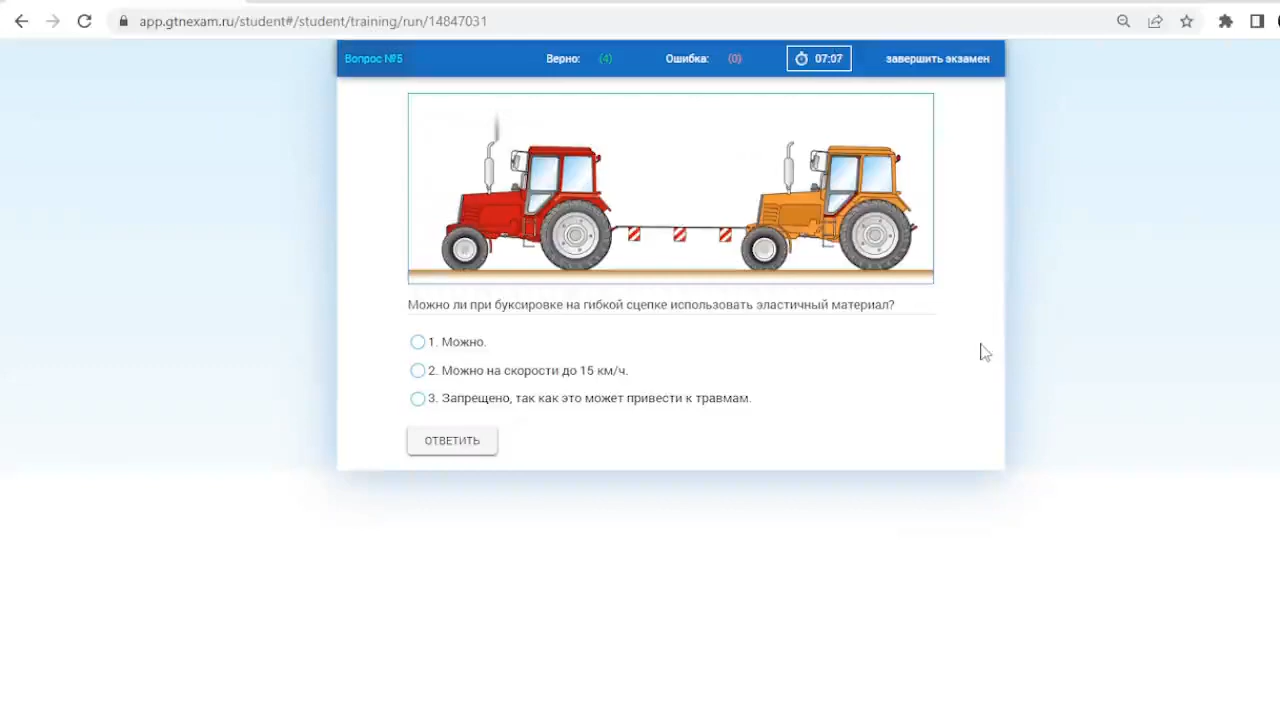 app.gtnexam.ru/student#/student/training/run/14847031
Вопрос №5 Верно: (4) Ошибка: (0) 07:07 завершить экзамен
Можно ли при буксировке на гибкой сцепке использовать эластичный материал?
1. Можно.
2. Можно на скорости до 15 км/ч.
3. Запрещено, так как это может привести к травмам.
ОТВЕТИТЬ